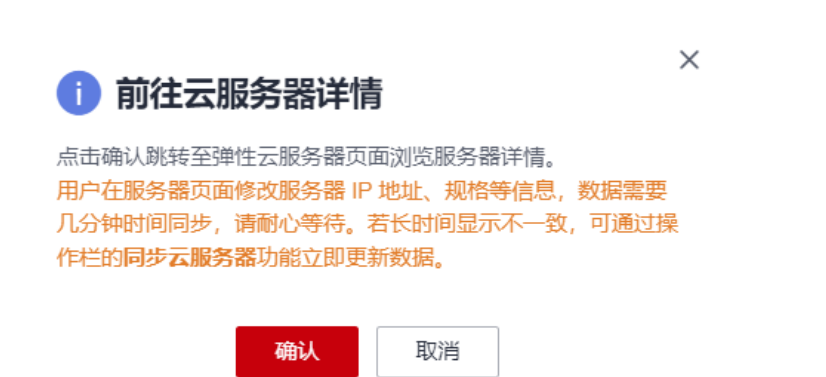 前往云服务器详情
点击确认跳转至弹性云服务器页面浏览服务器详情。
用户在服务器页面修改服务器 IP 地址、规格等信息，数据需要
几分钟时间同步，请耐心等待。若长时间显示不一致，可通过操
作栏的同步云服务器功能立即更新数据。
确认 取消